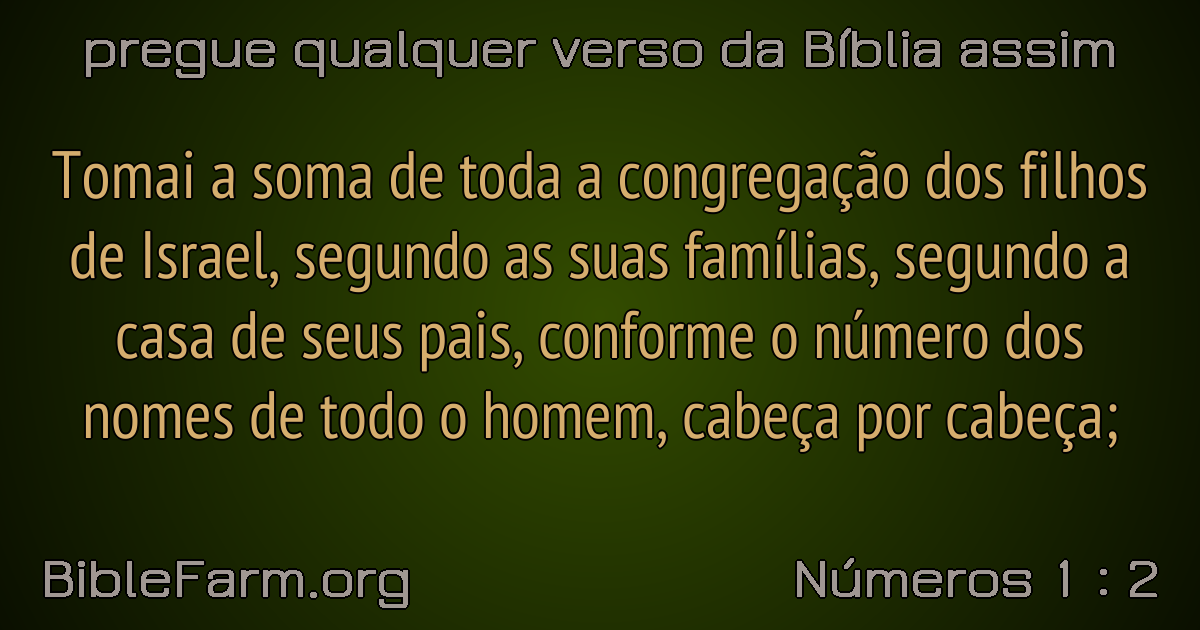 pregue qualquer verso da Bíblia assim
Tomai a soma de toda a congregação dos filhos
de Israel, segundo as suas famílias, segundo a
casa de seus pais, conforme o número dos
nomes de todo o homem, cabeça por cabeça;
BibleFarm.org
Números 1 : 2